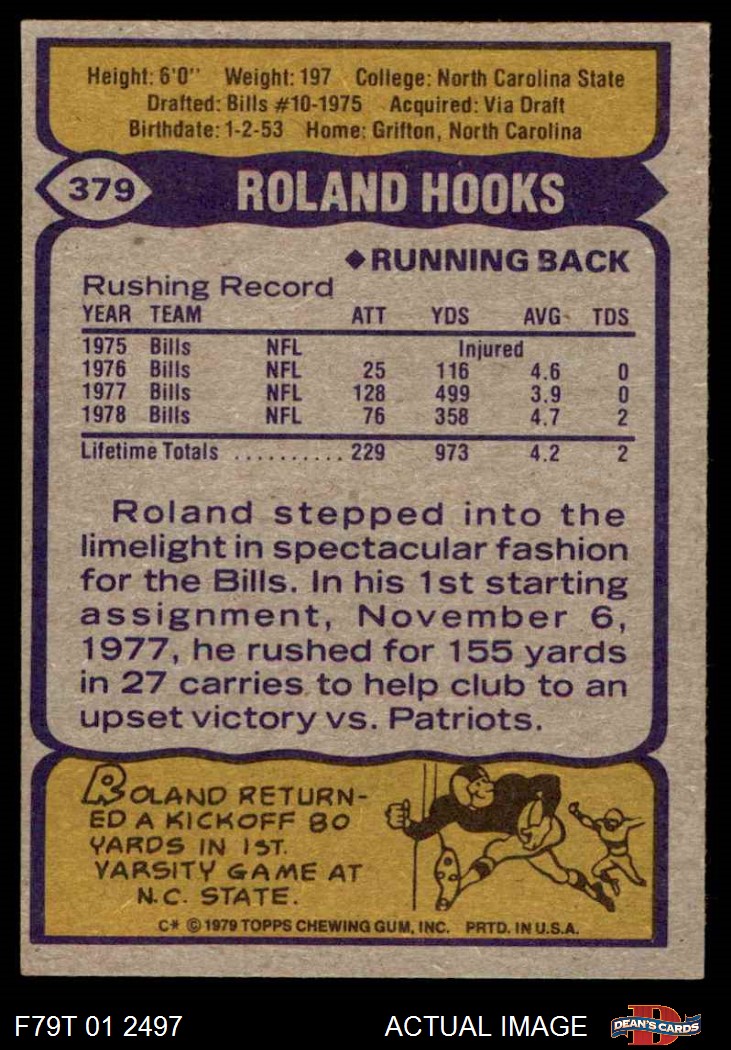 Height: 6'0" Weight: 197 College: North Carolina State
Drafted: Bills #10-1975 Acquired: Via Draft
Birthdate: 1-2-53 Home: Grifton, North Carolina
379 ROLAND HOOKS
◆RUNNING BACK
Rushing Record
YEAR TEAM ATT YDS AVG TDS
1975 Bills NFL Injured
1976 Bills NFL 25 116 4.6 0
1977 Bills NFL 128 499 3.9 0
1978 Bills NFL 76 358 4.7 2
Lifetime Totals .......... 229 973 4.2 2
Roland stepped into the
limelight in spectacular fashion
for the Bills. In his 1st starting
assignment, November 6,
1977, he rushed for 155 yards
in 27 carries to help club to an
upset victory vs. Patriots.
ROLAND RETURN-
ED A KICKOFF 80
YARDS IN 1ST.
VARSITY GAME AT
N.C. STATE.
C* © 1979 TOPPS CHEWING GUM, INC. PRTD. IN U.S.A.
F79T 01 2497 ACTUAL IMAGE D DEAN'S CARDS